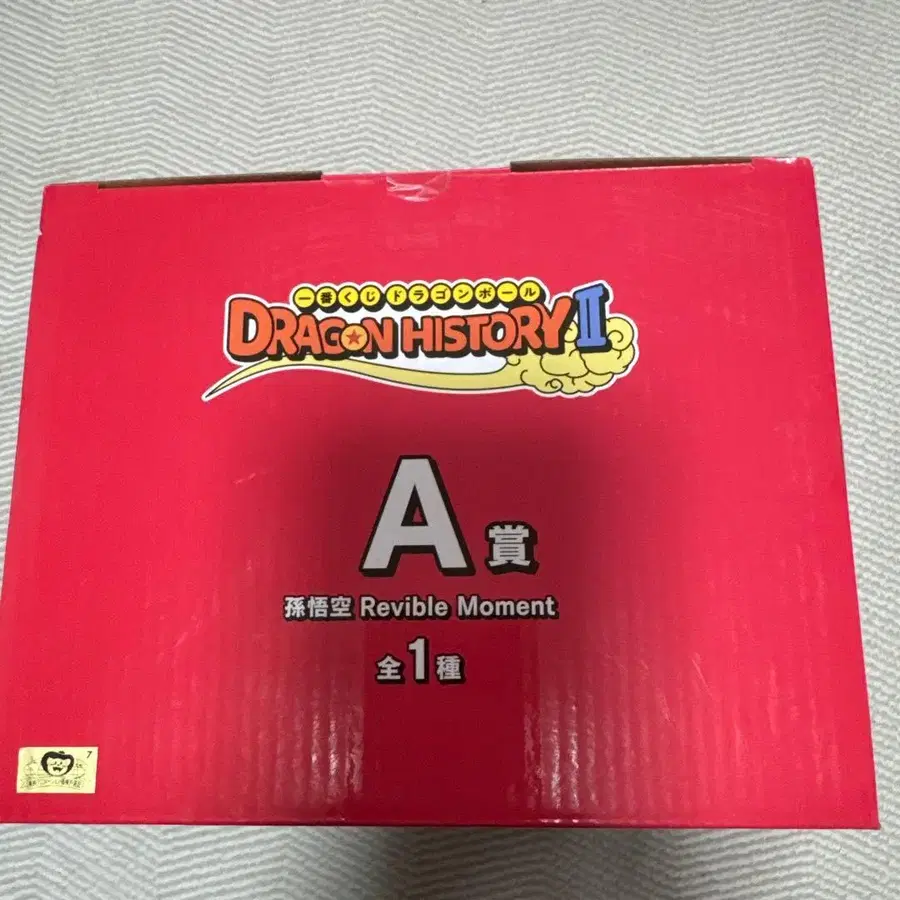 一番くじ ドラゴンボール
DRAGON HISTORY II
A賞
孫悟空 Revible Moment
全1種
7